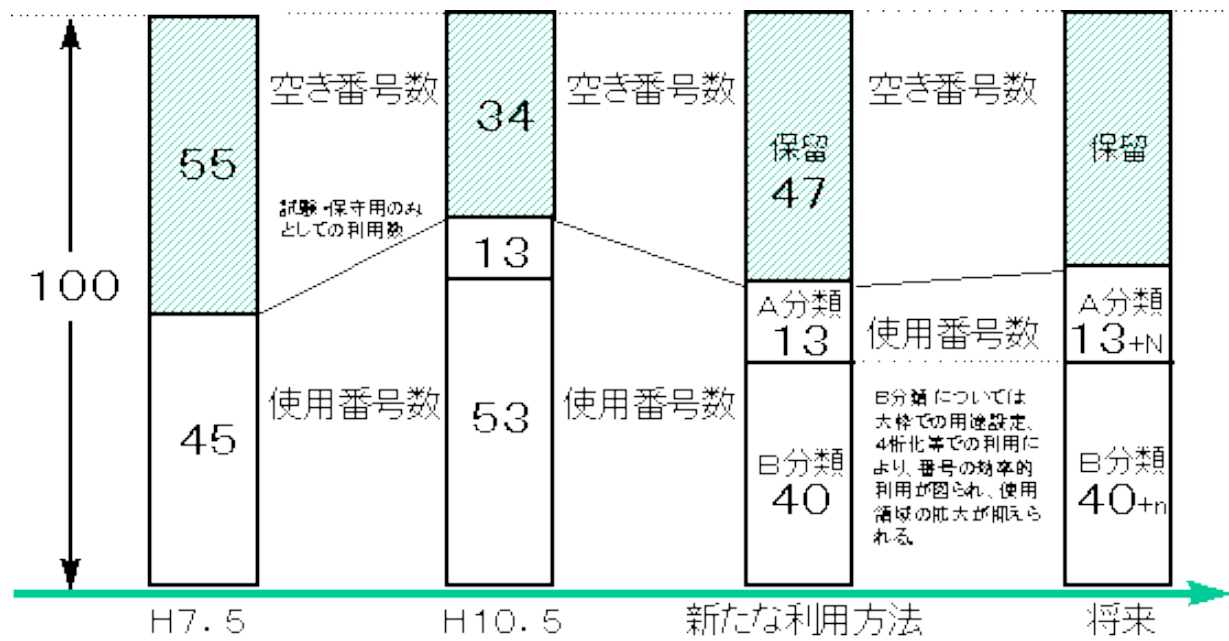 100
55
45
H7.5
空き番号数
試験・保守用のみ
としての利用数
使用番号数
34
13
53
H10.5
空き番号数
使用番号数
保留
47
A分類
13
B分類
40
新たな利用方法
空き番号数
使用番号数
B分類については
大枠での用途設定、
4桁化等での利用に
より、番号の効率的
利用が図られ、使用
領域の拡大が抑えら
れる。
保留
A分類
13+N
B分類
40+n
将来